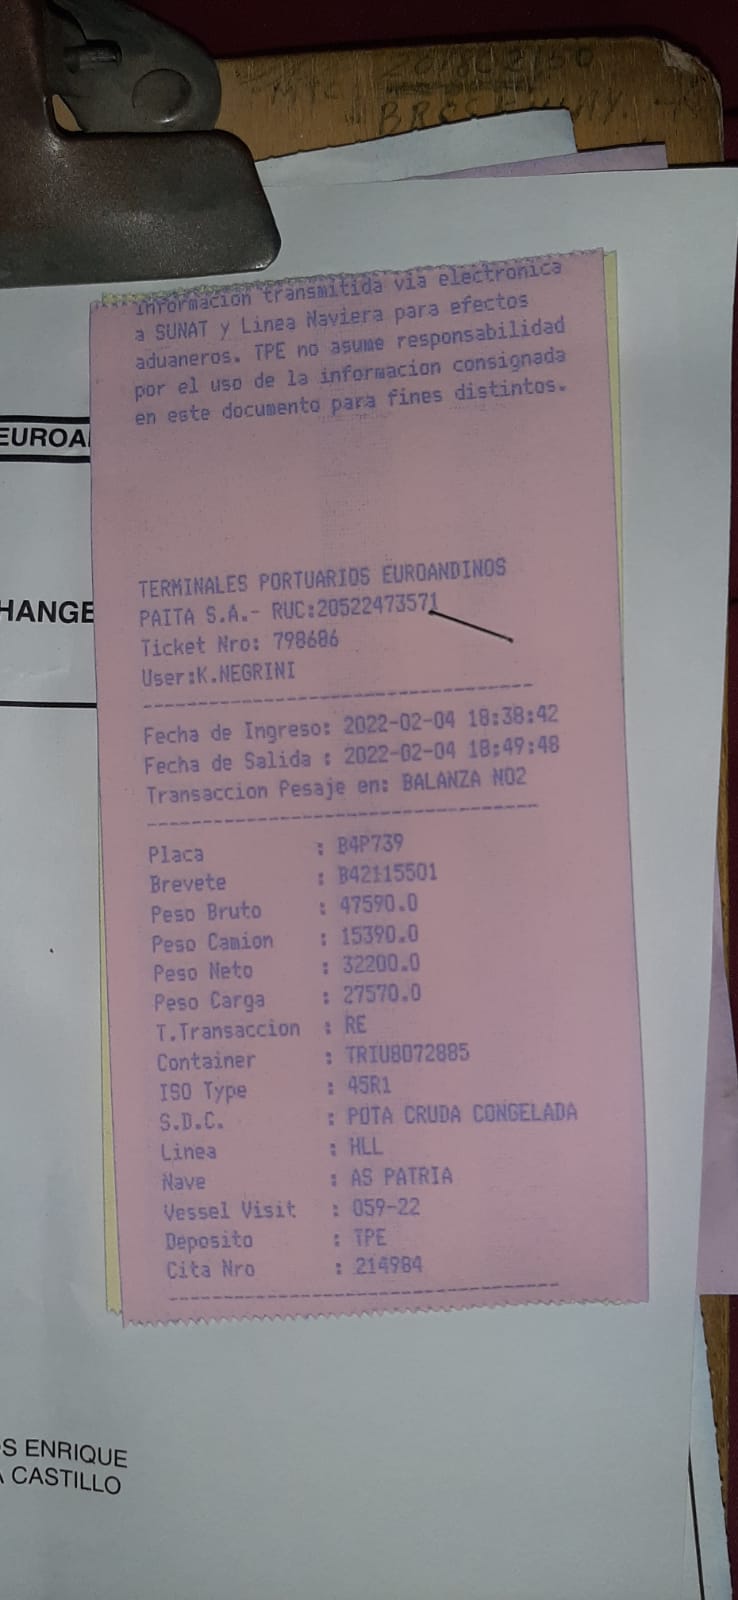 2018C2150
MTC
BROCKWAY.
Informacion transmitida via electronica
a SUNAT y Linea Naviera para efectos
aduaneros. TPE no asume responsabilidad
por el uso de la informacion consignada
en este documento para fines distintos.
EUROA
HANGE
TERMINALES PORTUARIOS EUROANDINOS
PAITA S.A.- RUC:20522473571
Ticket Nro: 798686
User:K.NEGRINI
--------------------------------
Fecha de Ingreso: 2022-02-04 18:38:42
Fecha de Salida : 2022-02-04 18:49:48
Transaccion Pesaje en: BALANZA NO2
--------------------------------
Placa : B4P739
Brevete : B42115501
Peso Bruto : 47590.0
Peso Camion : 15390.0
Peso Neto : 32200.0
Peso Carga : 27570.0
T.Transaccion : RE
Container : TRIU8072885
ISO Type : 45R1
S.D.C. : POTA CRUDA CONGELADA
Linea : HLL
Nave : AS PATRIA
Vessel Visit : 059-22
Deposito : TPE
Cita Nro : 214984
--------------------------------
S ENRIQUE
CASTILLO